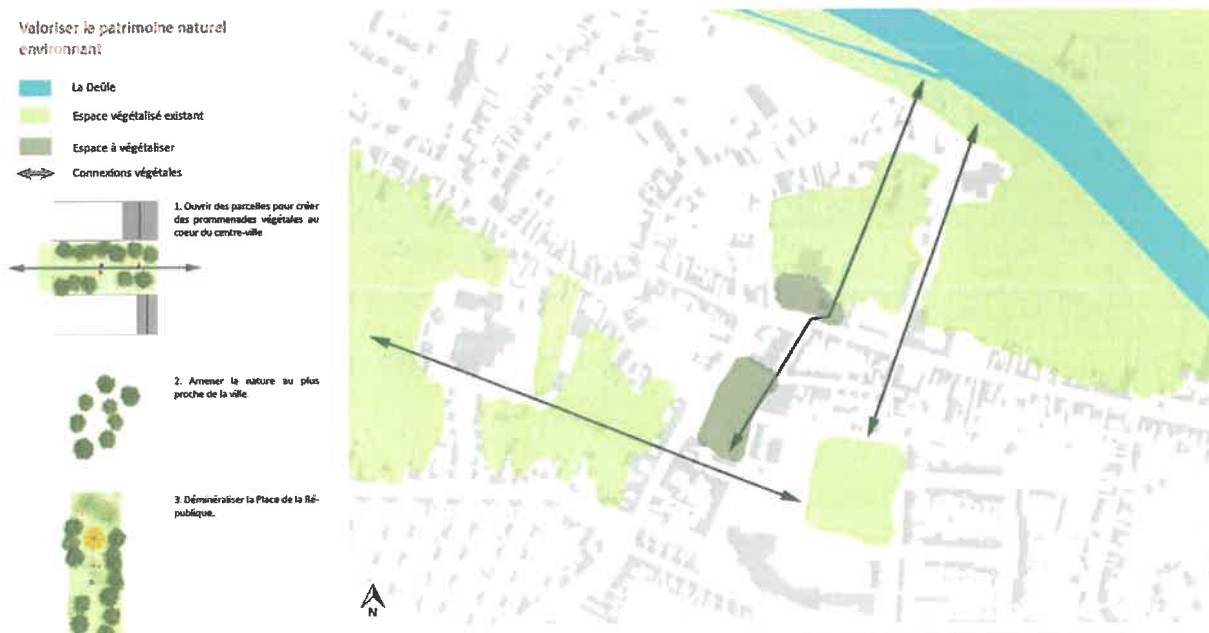 Valoriser le patrimoine naturel
environnant
La Deûle
Espace végétalisé existant
Espace à végétaliser
Connexions végétales
1. Ouvrir des parcelles pour créer
des prommenades végétales au
coeur du centre-ville
2. Amener la nature au plus
proche de la ville.
3. Déminéraliser la Place de la Ré-
publique.
N